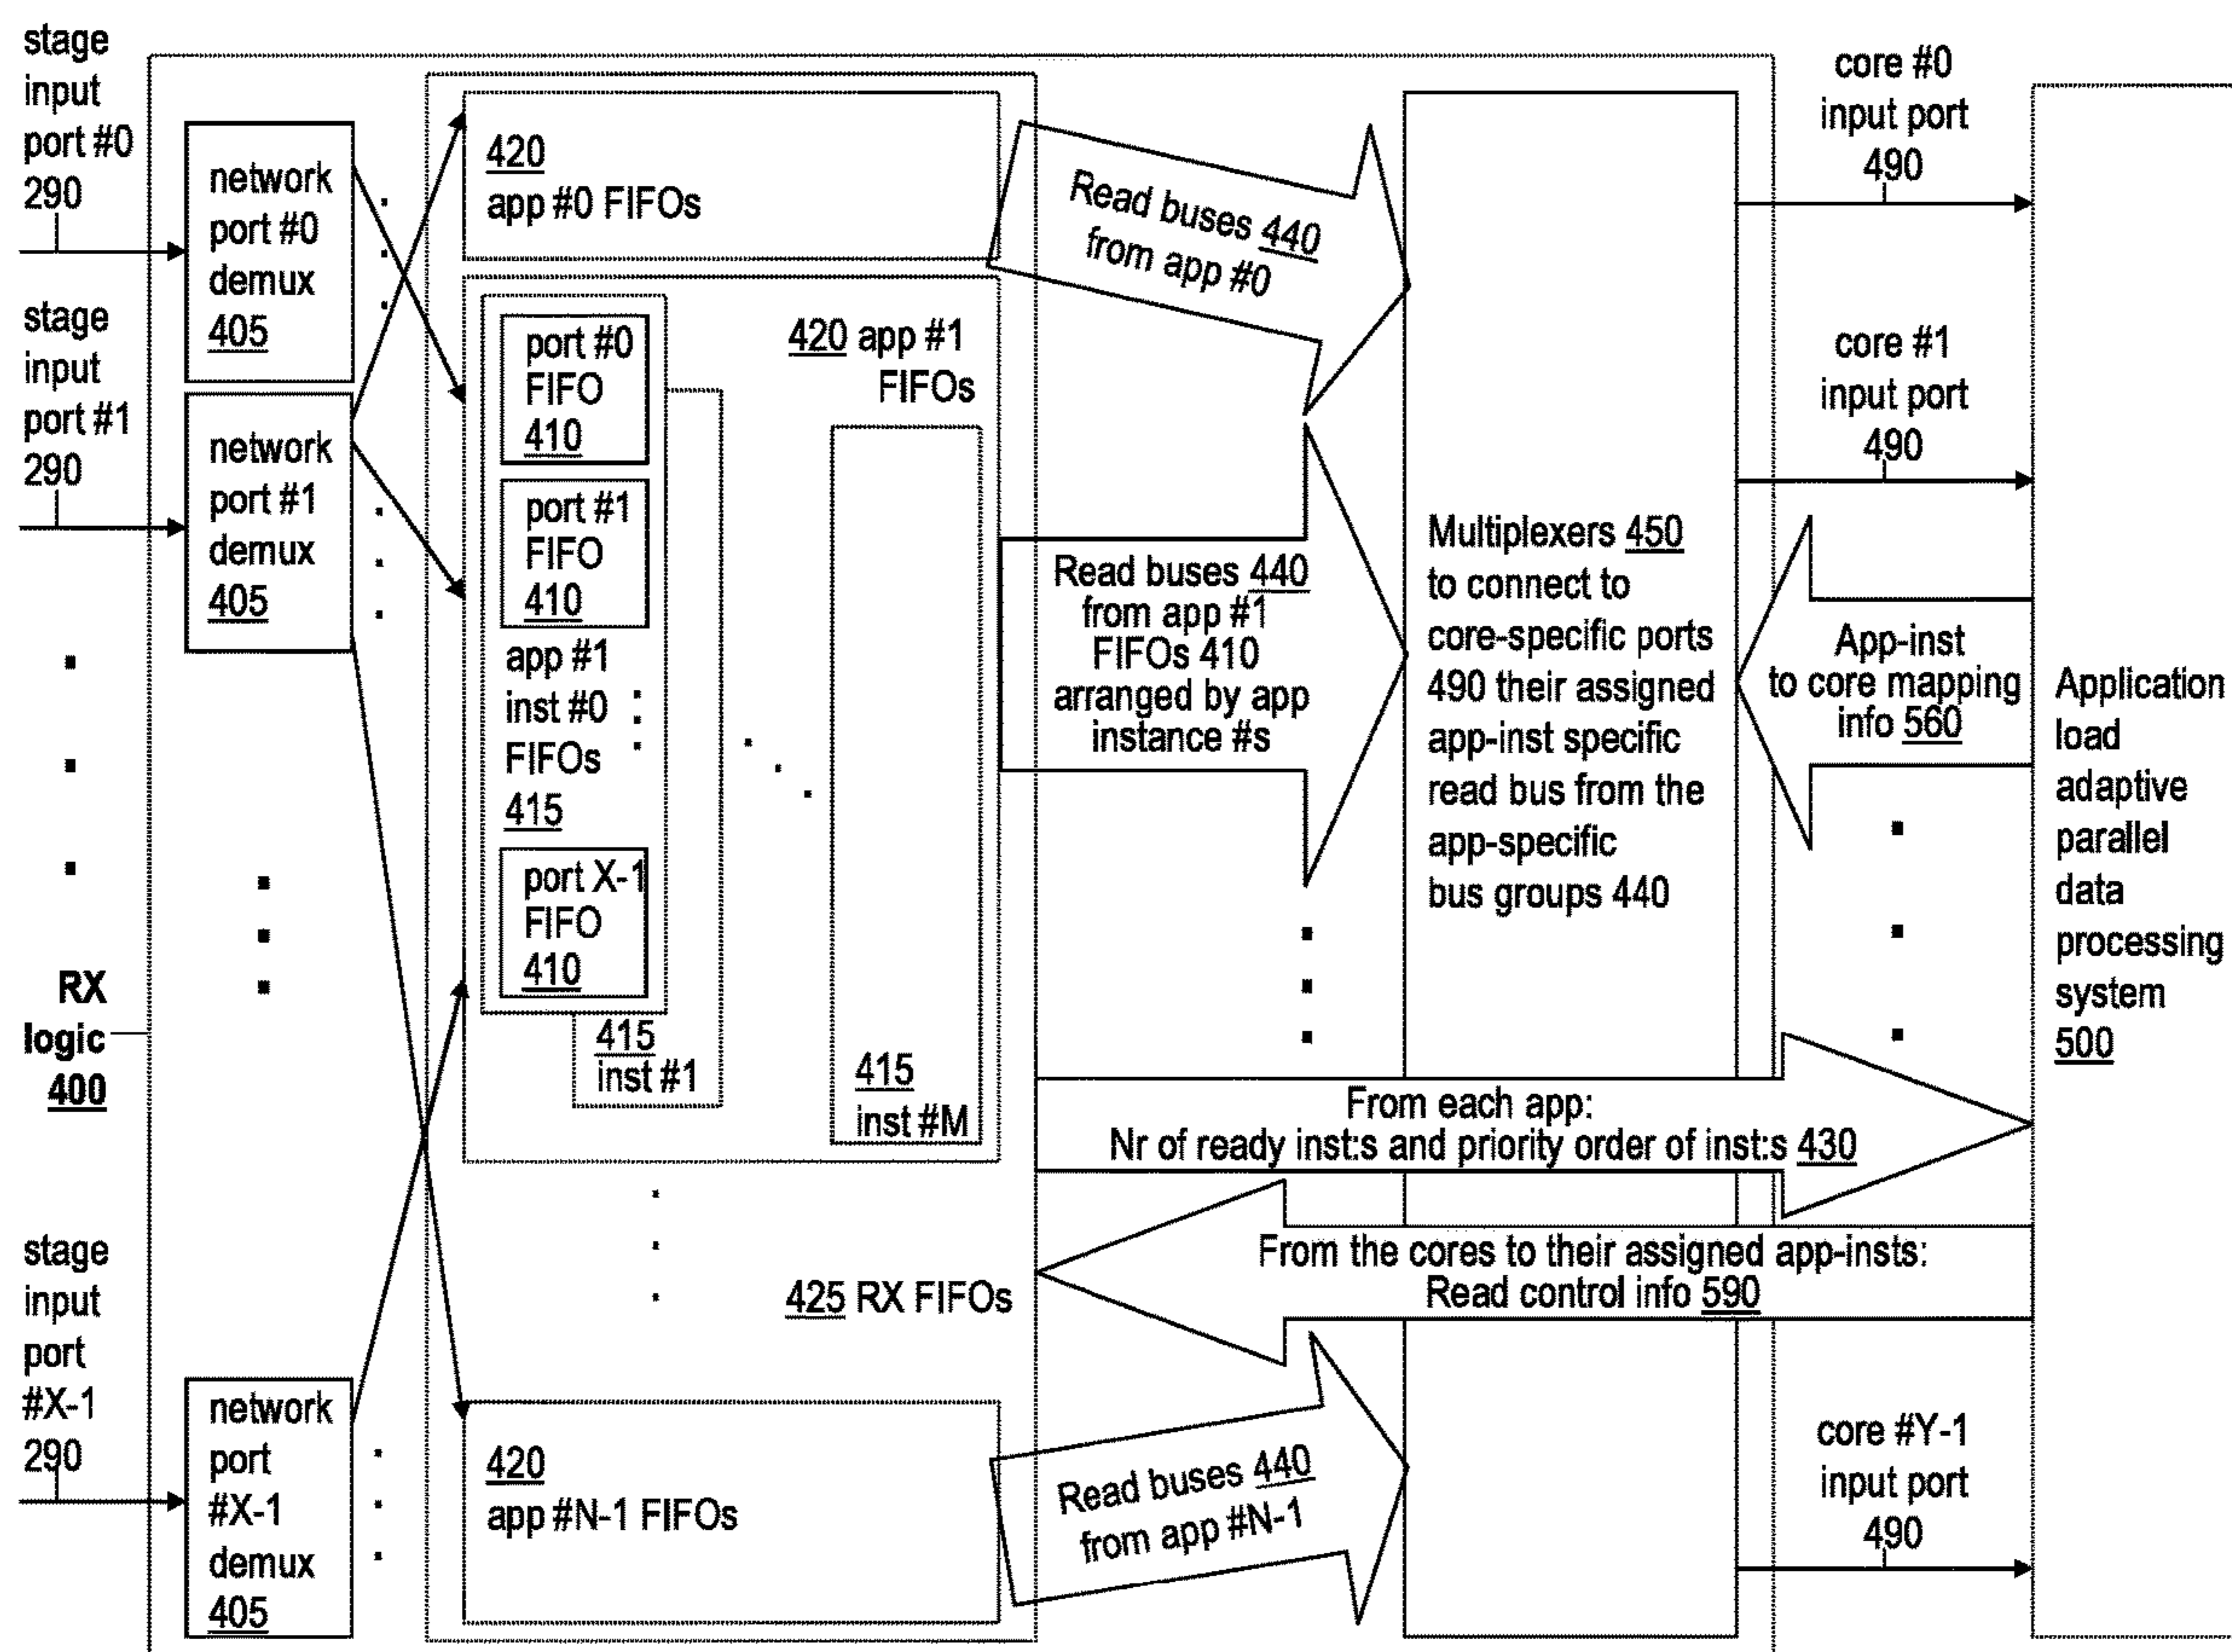 stage
input
port #0
290
stage
input
port #1
290
RX
logic
400
stage
input
port
#X-1
290
network
port #0
demux
405
network
port #1
demux
405
network
port
#X-1
demux
405
420
app #0 FIFOs
420 app #1
FIFOs
port #0
FIFO
410
port #1
FIFO
410
app #1
inst #0
FIFOs
415
port X-1
FIFO
410
415
inst #1
415
inst #M
425 RX FIFOs
420
app #N-1 FIFOs
Read buses 440
from app #0
Read buses 440
from app #1
FIFOs 410
arranged by app
instance #s
Read buses 440
from app #N-1
Multiplexers 450
to connect to
core-specific ports
490 their assigned
app-inst specific
read bus from the
app-specific
bus groups 440
From each app:
Nr of ready inst:s and priority order of inst:s 430
From the cores to their assigned app-insts:
Read control info 590
core #0
input port
490
core #1
input port
490
App-inst
to core mapping
info 560
core #Y-1
input port
490
Application
load
adaptive
parallel
data
processing
system
500